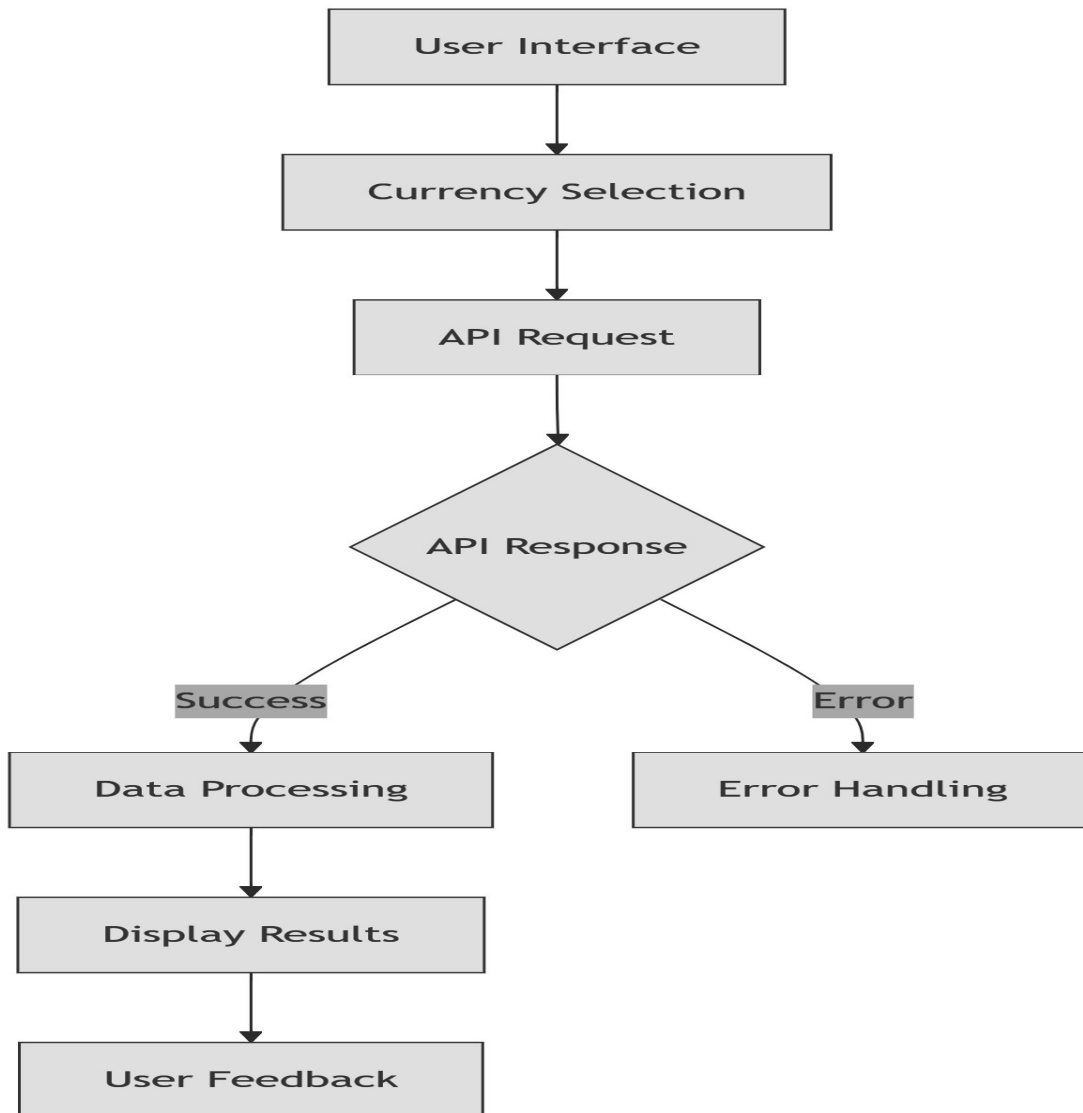 User Interface
Currency Selection
API Request
API Response
Success
Error
Data Processing
Error Handling
Display Results
User Feedback